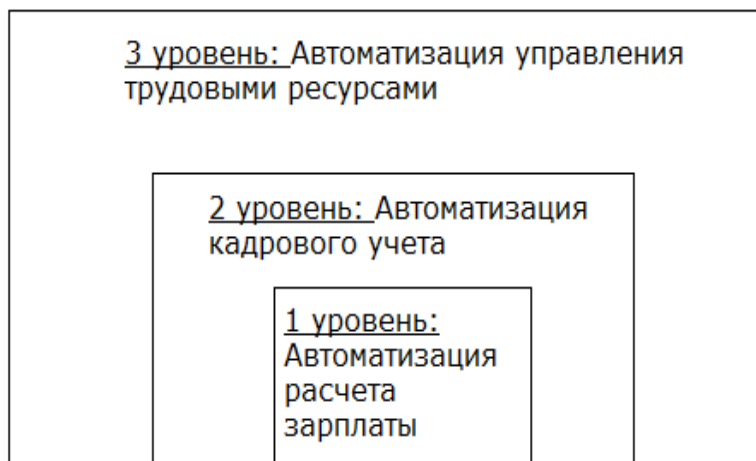 3 уровень: Автоматизация управления
трудовыми ресурсами
2 уровень: Автоматизация
кадрового учета
1 уровень:
Автоматизация
расчета
зарплаты